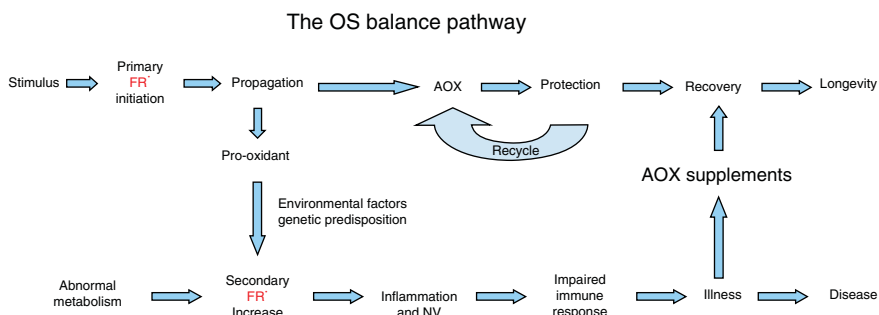 The OS balance pathway
Stimulus
Primary
FR˙
initiation
Propagation
AOX
Protection
Recovery
Longevity
Recycle
Pro-oxidant
AOX supplements
Environmental factors
genetic predisposition
Abnormal
metabolism
Secondary
FR˙
Increase
Inflammation
and NV
Impaired
immune
response
Illness
Disease